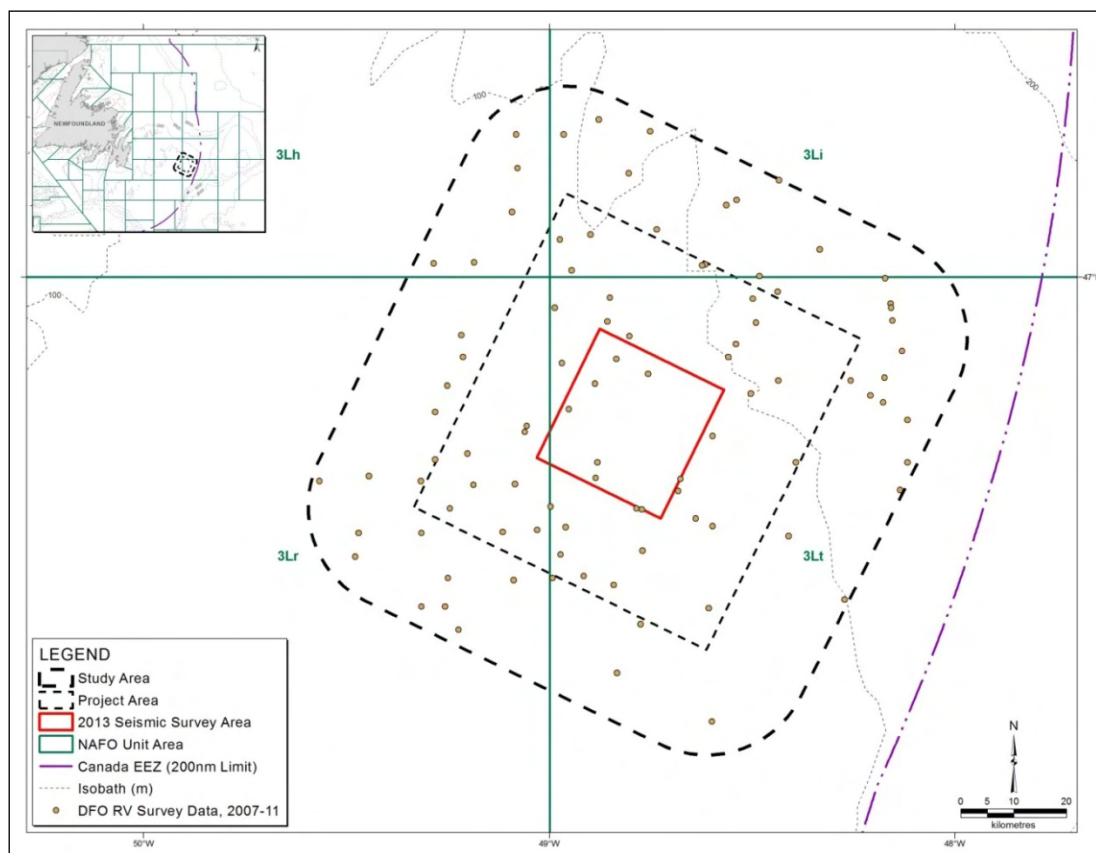 NEWFOUNDLAND
100
200
3Lh
3Li
47°N
100
3Lr
3Lt
LEGEND
Study Area
Project Area
2013 Seismic Survey Area
NAFO Unit Area
Canada EEZ (200nm Limit)
Isobath (m)
DFO RV Survey Data, 2007-11
N
0 5 10 20
kilometres
50°W
49°W
48°W